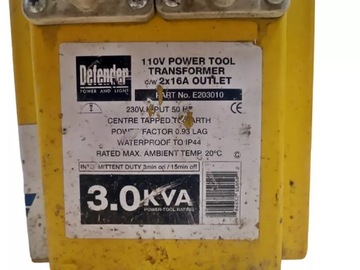 Defender
POWER AND LIGHT
110V POWER TOOL
TRANSFORMER
c/w 2x16A OUTLET
PART No. E203010
230V INPUT 50 HZ
CENTRE TAPPED TO EARTH
POWER FACTOR 0.93 LAG
WATERPROOF TO IP44
RATED MAX. AMBIENT TEMP. 20°C
INTERMITTENT DUTY 3min on / 15min off
3.0KVA
POWER-TOOL RATING